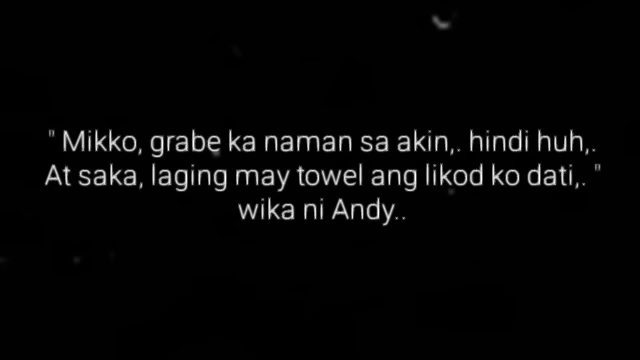 " Mikko, grabe ka naman sa akin,. hindi huh,.
At saka, laging may towel ang likod ko dati,. "
wika ni Andy..